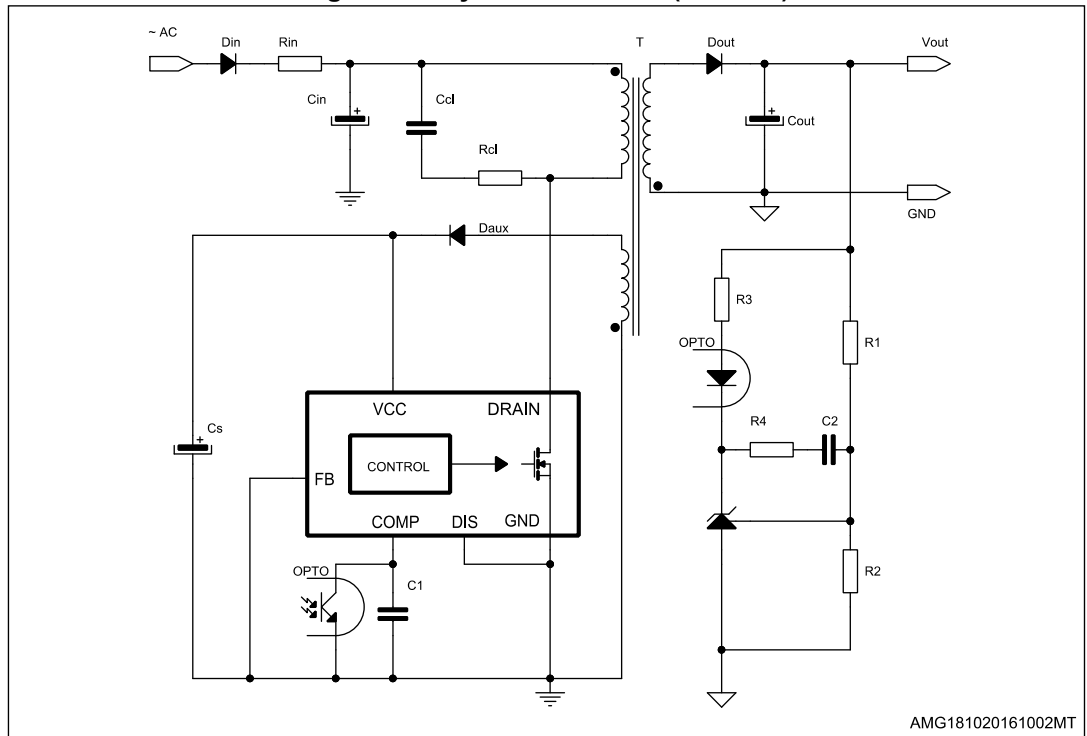 ~ AC
Din
Rin
T
Dout
Vout
Cin
+
Ccl
+
Cout
Rcl
GND
Daux
R3
OPTO
R1
VCC
DRAIN
Cs
+
R4
C2
CONTROL
FB
COMP
DIS
GND
OPTO
C1
R2
AMG181020161002MT